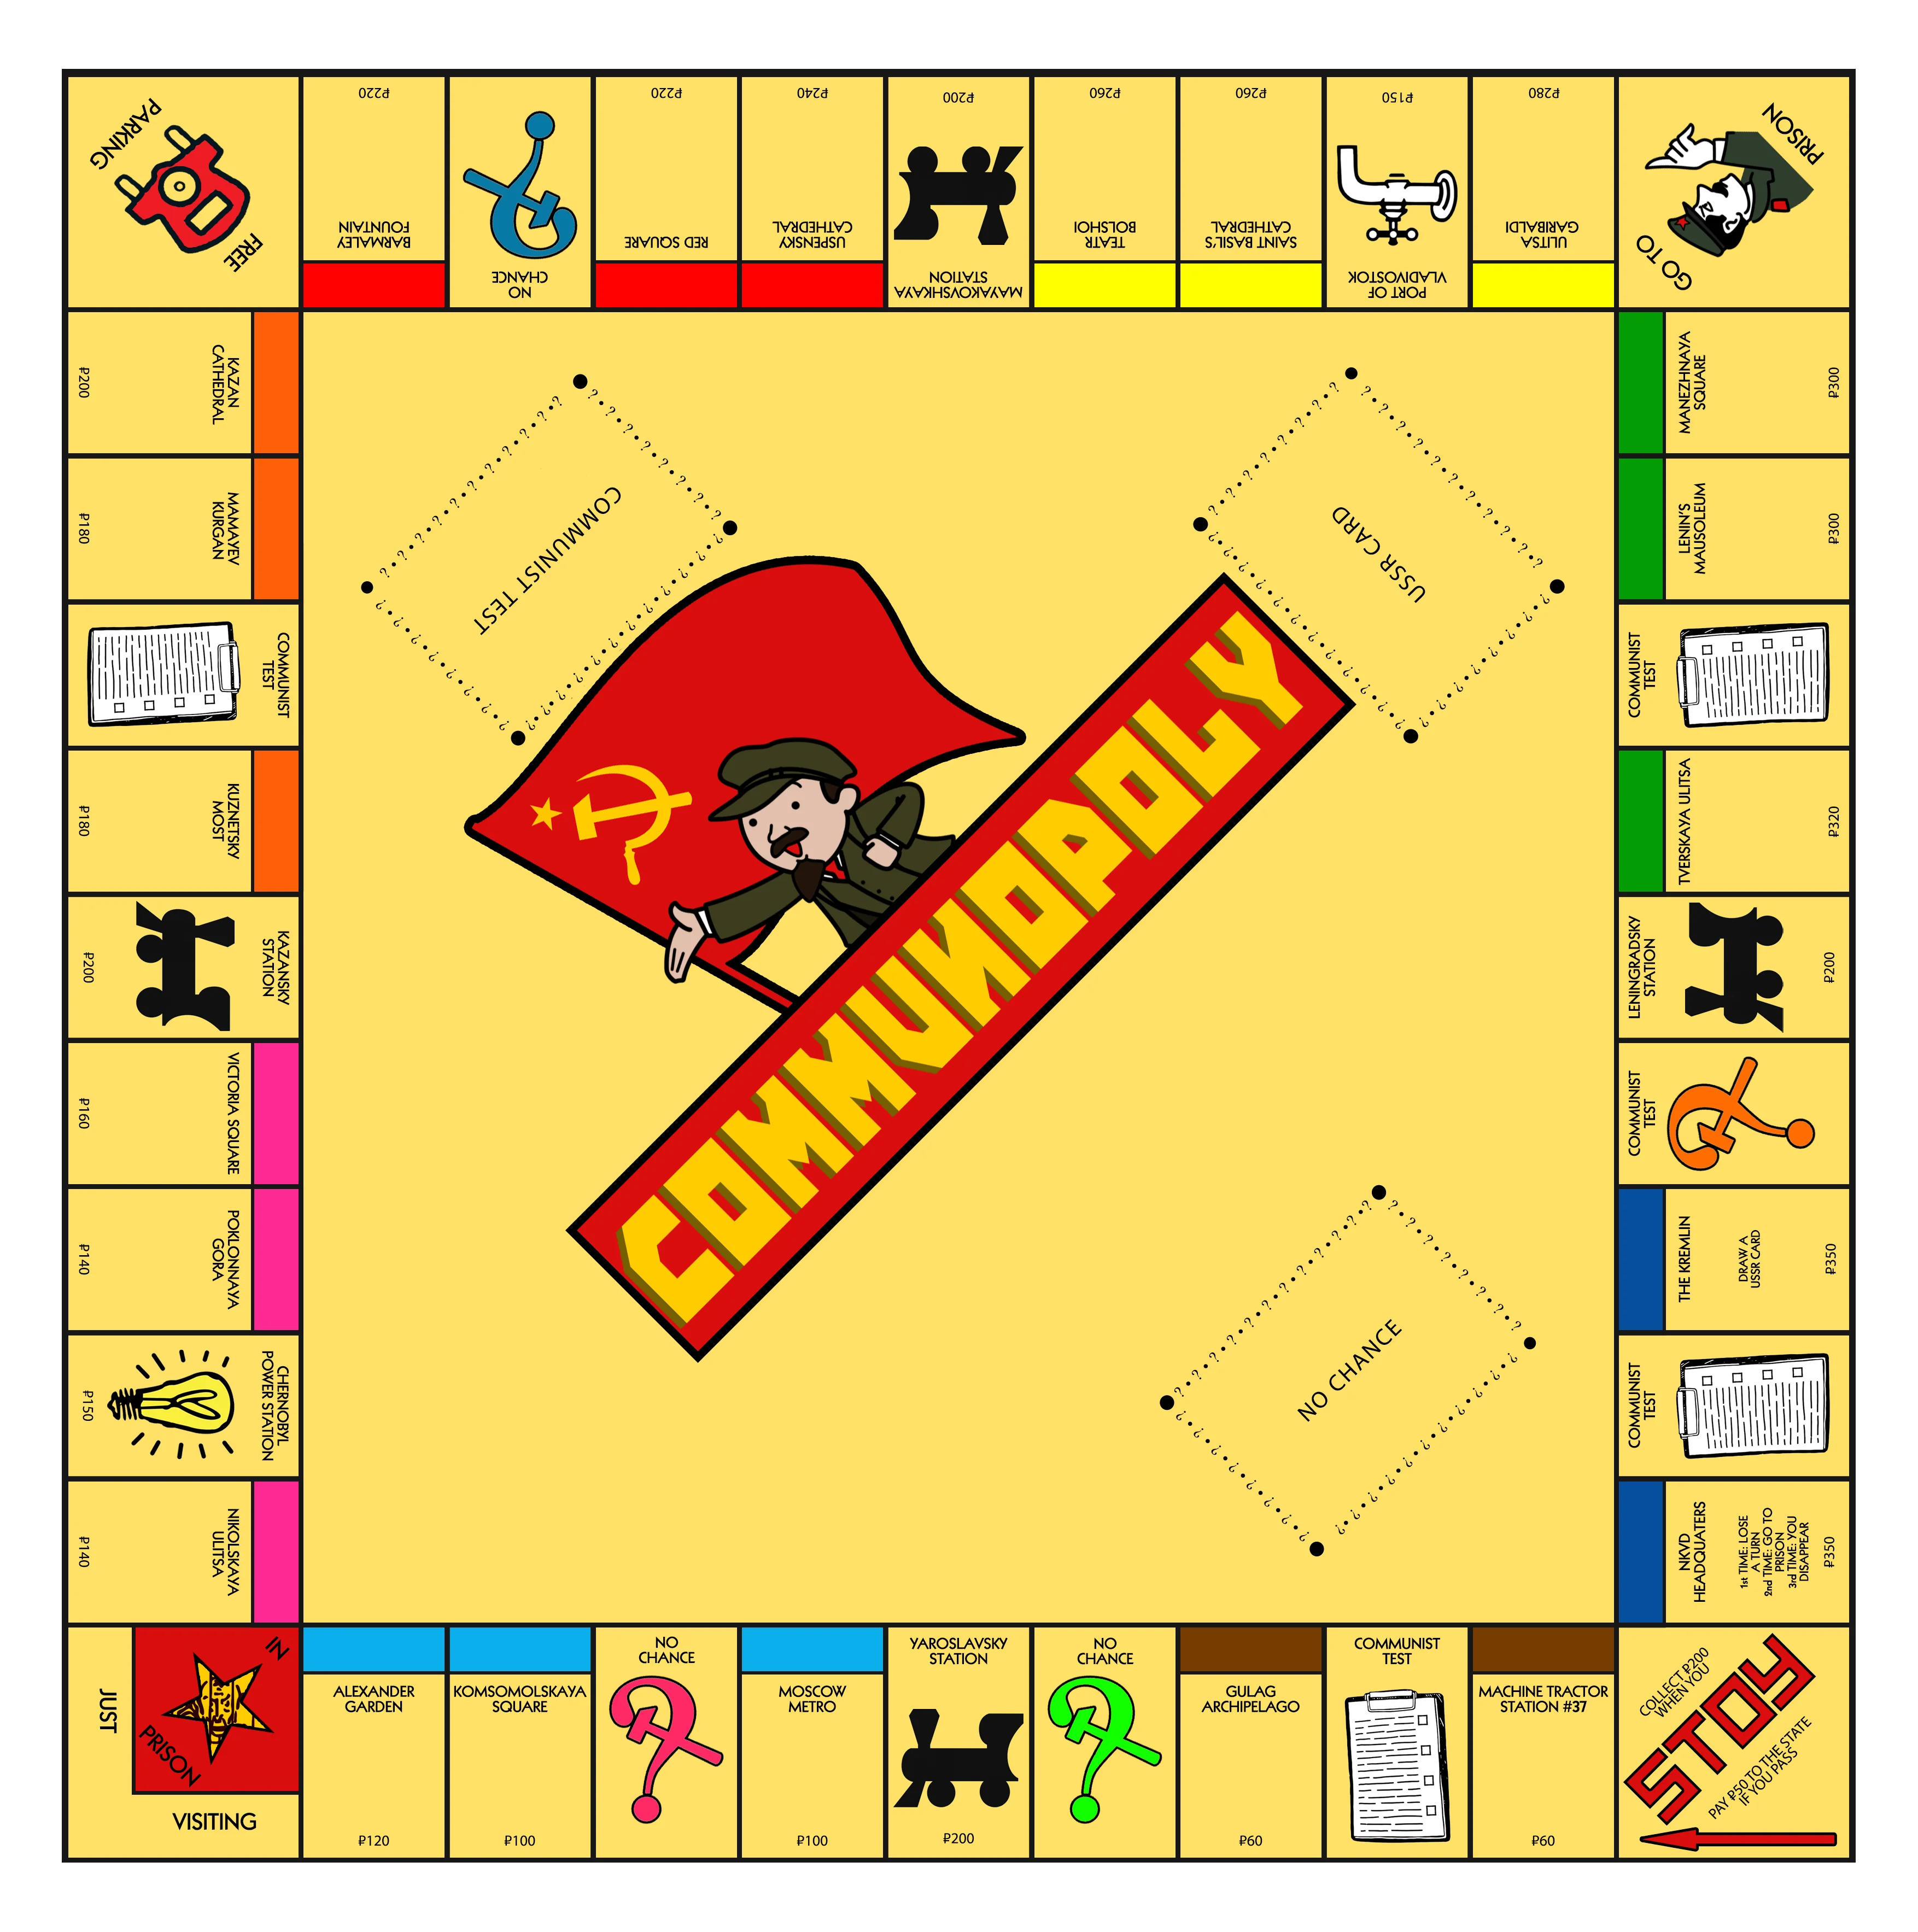 FREE
PARKING
BARMALEY
FOUNTAIN
₽220
NO
CHANCE
RED SQUARE
₽220
USPENSKY
CATHEDRAL
₽240
MAYAKOVSHKAYA
STATION
₽200
TEATR
BOLSHOI
₽260
SAINT BASIL'S
CATHEDRAL
₽260
PORT OF
VLADIVOSTOK
₽150
ULITSA
GARIBALDI
₽280
GO TO
PRISON
KAZAN
CATHEDRAL
₽200
MAMAYEV
KURGAN
₽180
COMMUNIST
TEST
KUZNETSKY
MOST
₽180
KAZANSKY
STATION
₽200
VICTORIA SQUARE
₽160
POKLONNAYA
GORA
₽140
CHERNOBYL
POWER STATION
₽150
NIKOLSKAYA
ULITSA
₽140
COMMUNIST TEST
USSR CARD
COMMUNOPOLY
NO CHANCE
MANEZHNAYA
SQUARE
₽300
LENIN'S
MAUSOLEUM
₽300
COMMUNIST
TEST
TVERSKAYA ULITSA
₽320
LENINGRADSKY
STATION
₽200
COMMUNIST
TEST
THE KREMLIN
DRAW A
USSR CARD
₽350
COMMUNIST
TEST
NKVD
HEADQUATERS
1st TIME: LOSE
A TURN
2nd TIME: GO TO
PRISON
3rd TIME: YOU
DISAPPEAR
₽350
JUST
VISITING
IN
PRISON
ALEXANDER
GARDEN
₽120
KOMSOMOLSKAYA
SQUARE
₽100
NO
CHANCE
MOSCOW
METRO
₽100
YAROSLAVSKY
STATION
₽200
NO
CHANCE
GULAG
ARCHIPELAGO
₽60
COMMUNIST
TEST
MACHINE TRACTOR
STATION #37
₽60
COLLECT ₽200
WHEN YOU
STOY
PAY ₽50 TO THE STATE
IF YOU PASS